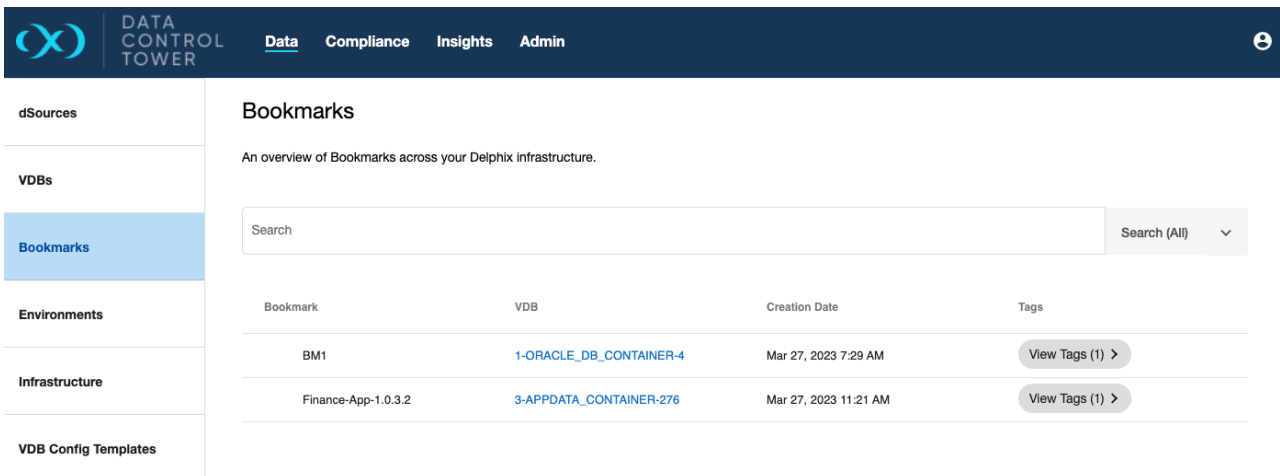 DATA
CONTROL
TOWER
Data Compliance Insights Admin
dSources
VDBs
Bookmarks
Environments
Infrastructure
VDB Config Templates
Bookmarks
An overview of Bookmarks across your Delphix infrastructure.
Search Search (All)
Bookmark VDB Creation Date Tags
BM1 1-ORACLE_DB_CONTAINER-4 Mar 27, 2023 7:29 AM View Tags (1)
Finance-App-1.0.3.2 3-APPDATA_CONTAINER-276 Mar 27, 2023 11:21 AM View Tags (1)